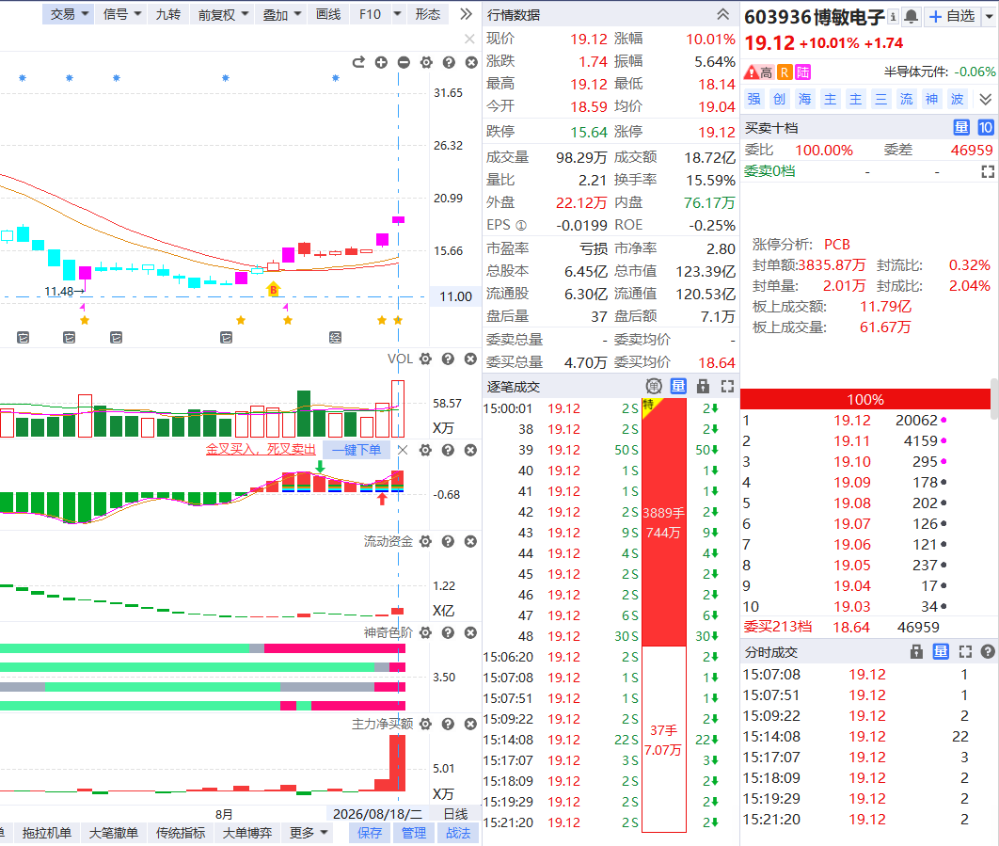 交易 信号 九转 前复权 叠加 画线 F10 形态
31.65
26.32
20.99
15.66
11.48
B
11.00
VOL
58.57
X万
金叉买入，死叉卖出 一键下单
-0.68
流动资金
1.22
X亿
神奇色阶
3.50
主力净买额
5.01
X万
8月 2026/08/18/二 日线
单 拖拉机单 大笔撤单 传统指标 大单博弈 更多 保存 管理 战法
行情数据
现价 19.12 涨幅 10.01%
涨跌 1.74 振幅 5.64%
最高 19.12 最低 18.14
今开 18.59 均价 19.04
跌停 15.64 涨停 19.12
成交量 98.29万 成交额 18.72亿
量比 2.21 换手率 15.59%
外盘 22.12万 内盘 76.17万
EPS ① -0.0199 ROE -0.25%
市盈率 亏损 市净率 2.80
总股本 6.45亿 总市值 123.39亿
流通股 6.30亿 流通值 120.53亿
盘后量 37 盘后额 7.1万
委卖总量 - 委卖均价 -
委买总量 4.70万 委买均价 18.64
逐笔成交 单 量
15:00:01 19.12 2S 特 2
38 19.12 2S 2
39 19.12 50S 50
40 19.12 1S 1
41 19.12 1S 1
42 19.12 2S 3889手 2
43 19.12 9S 744万 9
44 19.12 4S 4
45 19.12 2S 2
46 19.12 2S 2
47 19.12 6S 6
48 19.12 30S 30
15:06:20 19.12 2S 2
15:07:08 19.12 1S 1
15:07:51 19.12 1S 1
15:09:22 19.12 2S 2
15:14:08 19.12 22S 37手 22
15:17:07 19.12 3S 7.07万 3
15:18:09 19.12 2S 2
15:19:29 19.12 2S 2
15:21:20 19.12 2S 2
603936 博敏电子 自选
19.12 +10.01% +1.74
高 R 陆 半导体元件: -0.06%
强 创 海 主 主 三 流 神 波
买卖十档 量 10
委比 100.00% 委差 46959
委卖0档 - -
涨停分析: PCB
封单额:3835.87万 封流比: 0.32%
封单量: 2.01万 封成比: 2.04%
板上成交额: 11.79亿
板上成交量: 61.67万
100%
1 19.12 20062
2 19.11 4159
3 19.10 295
4 19.09 178
5 19.08 202
6 19.07 126
7 19.06 121
8 19.05 237
9 19.04 17
10 19.03 34
委买213档 18.64 46959
分时成交 量
15:07:08 19.12 1
15:07:51 19.12 1
15:09:22 19.12 2
15:14:08 19.12 22
15:17:07 19.12 3
15:18:09 19.12 2
15:19:29 19.12 2
15:21:20 19.12 2